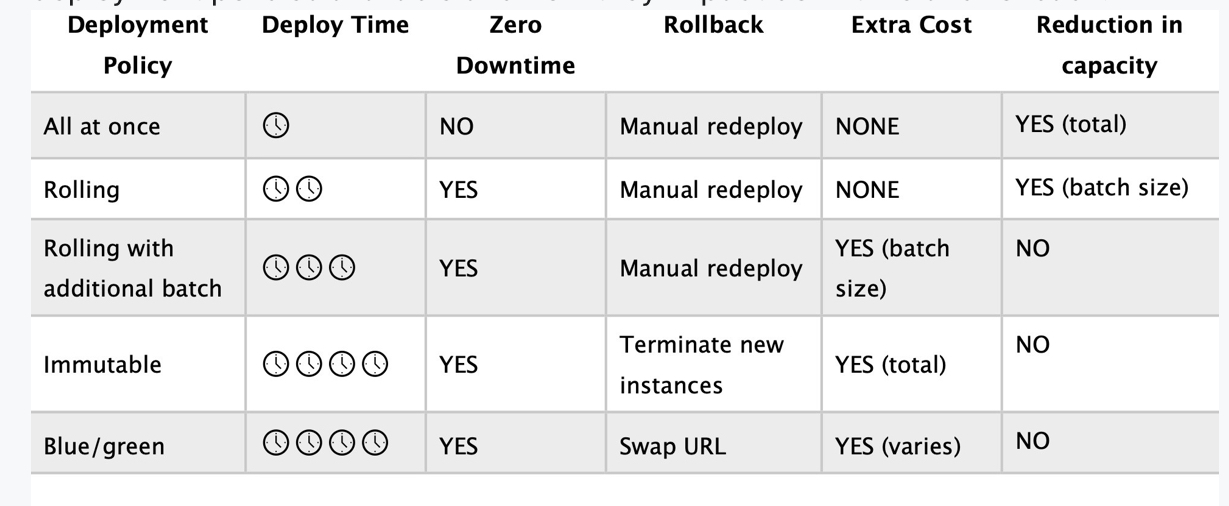 Deployment Policy	Deploy Time	Zero Downtime	Rollback	Extra Cost	Reduction in capacity
All at once	NO	Manual redeploy	NONE	YES (total)
Rolling	YES	Manual redeploy	NONE	YES (batch size)
Rolling with additional batch	YES	Manual redeploy	YES (batch size)	NO
Immutable	YES	Terminate new instances	YES (total)	NO
Blue/green	YES	Swap URL	YES (varies)	NO